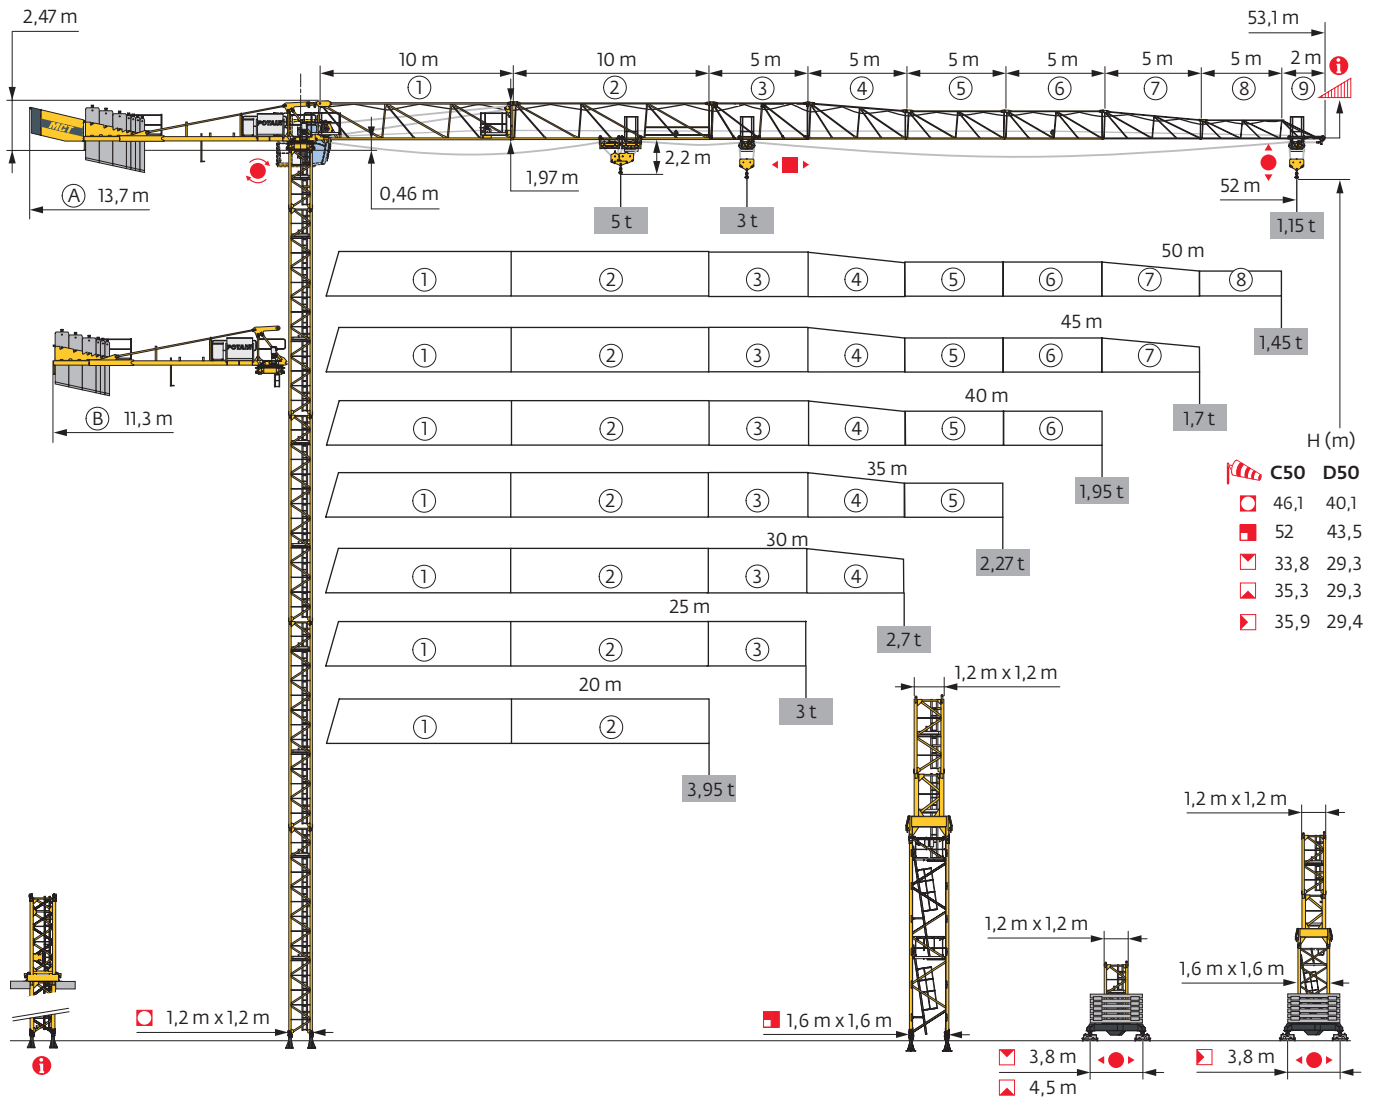 2,47 m
53,1 m
10 m
10 m
5 m
5 m
5 m
5 m
5 m
5 m
2 m
i
1
2
3
4
5
6
7
8
9
MCT
POTAIN
A 13,7 m
0,46 m
1,97 m
2,2 m
52 m
5 t
3 t
1,15 t
50 m
1
2
3
4
5
6
7
8
1,45 t
45 m
1
2
3
4
5
6
7
1,7 t
POTAIN
B 11,3 m
40 m
1
2
3
4
5
6
1,95 t
35 m
1
2
3
4
5
2,27 t
30 m
1
2
3
4
2,7 t
25 m
1
2
3
3 t
20 m
1
2
3,95 t
H (m)
C50 D50
46,1 40,1
52 43,5
33,8 29,3
35,3 29,3
35,9 29,4
1,2 m x 1,2 m
1,2 m x 1,2 m
1,2 m x 1,2 m
1,6 m x 1,6 m
1,2 m x 1,2 m
1,6 m x 1,6 m
3,8 m
4,5 m
3,8 m
i